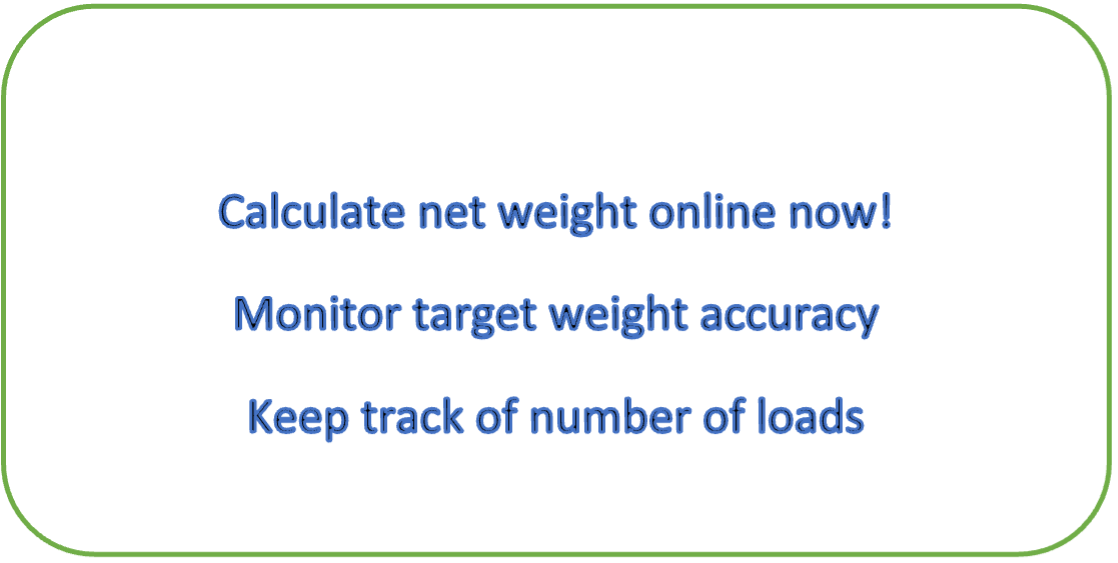 Calculate net weight online now!
Monitor target weight accuracy
Keep track of number of loads